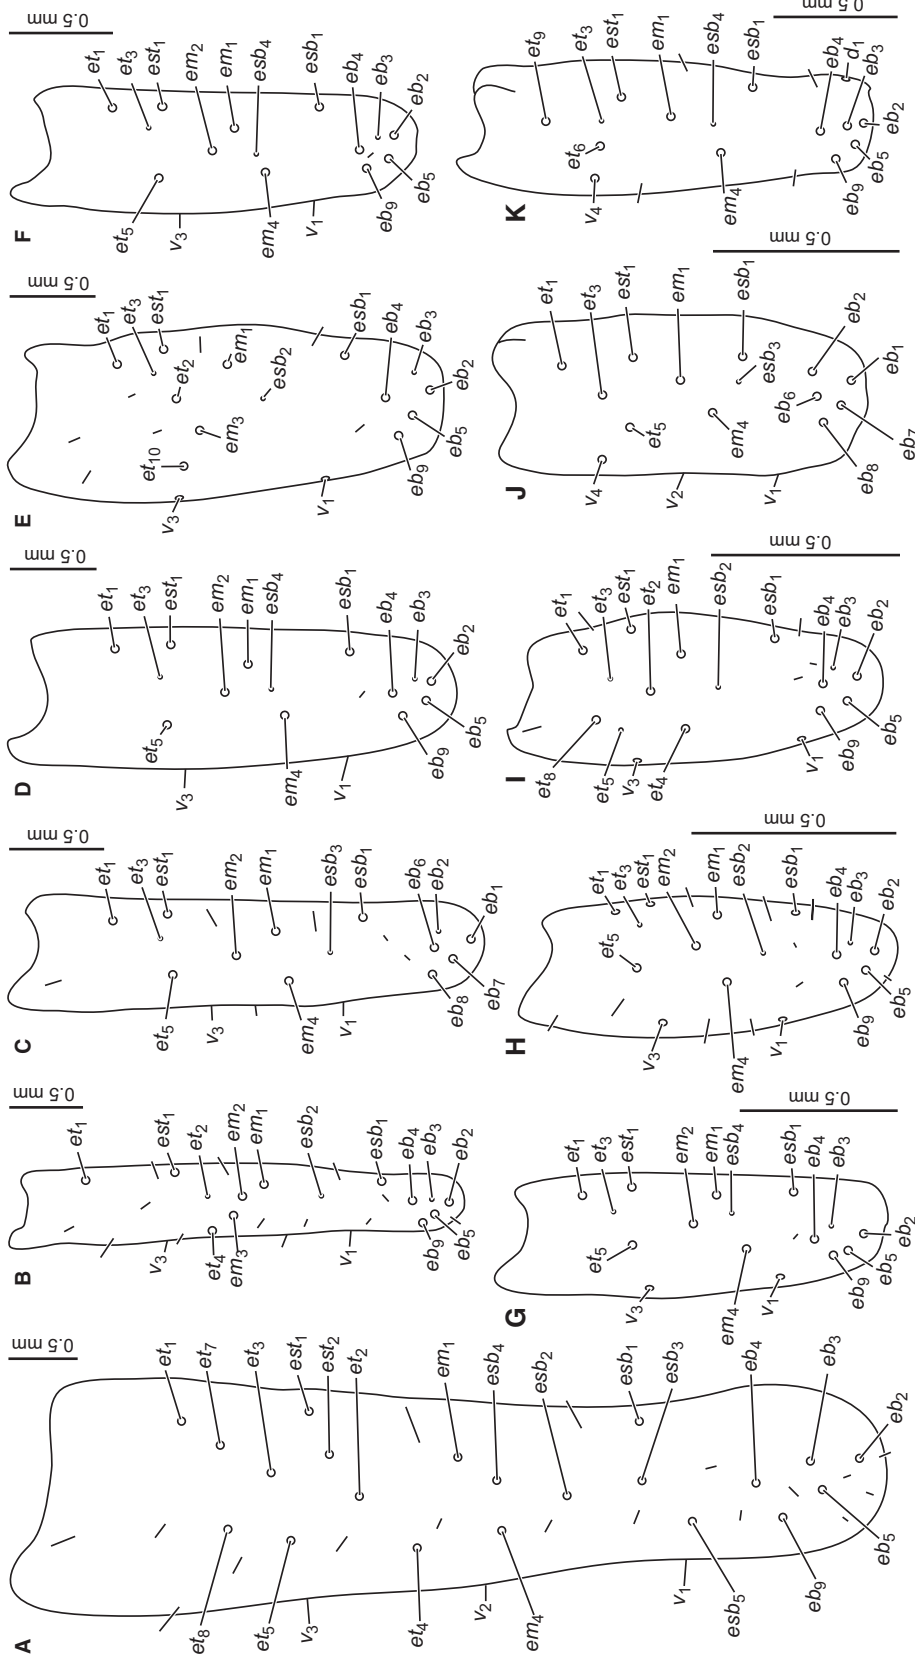 A
0.5 mm
et1
et7
et3
est1
est2
et2
em1
esb4
esb2
esb1
esb3
eb4
eb3
eb2
et8
et5
v3
et4
v2
em4
v1
esb5
eb9
eb5
B
0.5 mm
et1
est1
et2
em2
em1
esb2
esb1
eb4
eb3
eb2
v3
et4
em3
v1
eb9
eb5
C
0.5 mm
et1
et3
est1
em2
em1
esb3
esb1
eb6
eb2
eb1
et5
v3
em4
v1
eb8
eb7
D
0.5 mm
et1
et3
est1
em2
em1
esb4
esb1
eb4
eb3
eb2
et5
v3
em4
v1
eb9
eb5
E
0.5 mm
et1
et3
est1
et2
em1
esb2
esb1
eb4
eb3
eb2
et10
em3
v3
v1
eb9
eb5
F
0.5 mm
et1
et3
est1
em2
em1
esb4
esb1
eb4
eb3
eb2
et5
v3
em4
v1
eb9
eb5
G
0.5 mm
et1
et3
est1
em2
em1
esb4
esb1
eb4
eb3
eb2
et5
v3
em4
v1
eb9
eb5
H
0.5 mm
et1
et3
est1
em2
em1
esb2
esb1
eb4
eb3
eb2
et5
v3
em4
v1
eb9
eb5
I
0.5 mm
et1
et3
est1
et2
em1
esb2
esb1
eb4
eb3
eb2
et8
et5
v3
et4
v1
eb9
eb5
J
0.5 mm
et1
et3
est1
em1
esb1
esb3
eb2
eb6
eb1
v4
et5
em4
v2
v1
eb8
eb7
K
0.5 mm
et9
et3
est1
em1
esb4
esb1
eb4
d1
eb3
eb2
et6
v4
em4
eb9
eb5